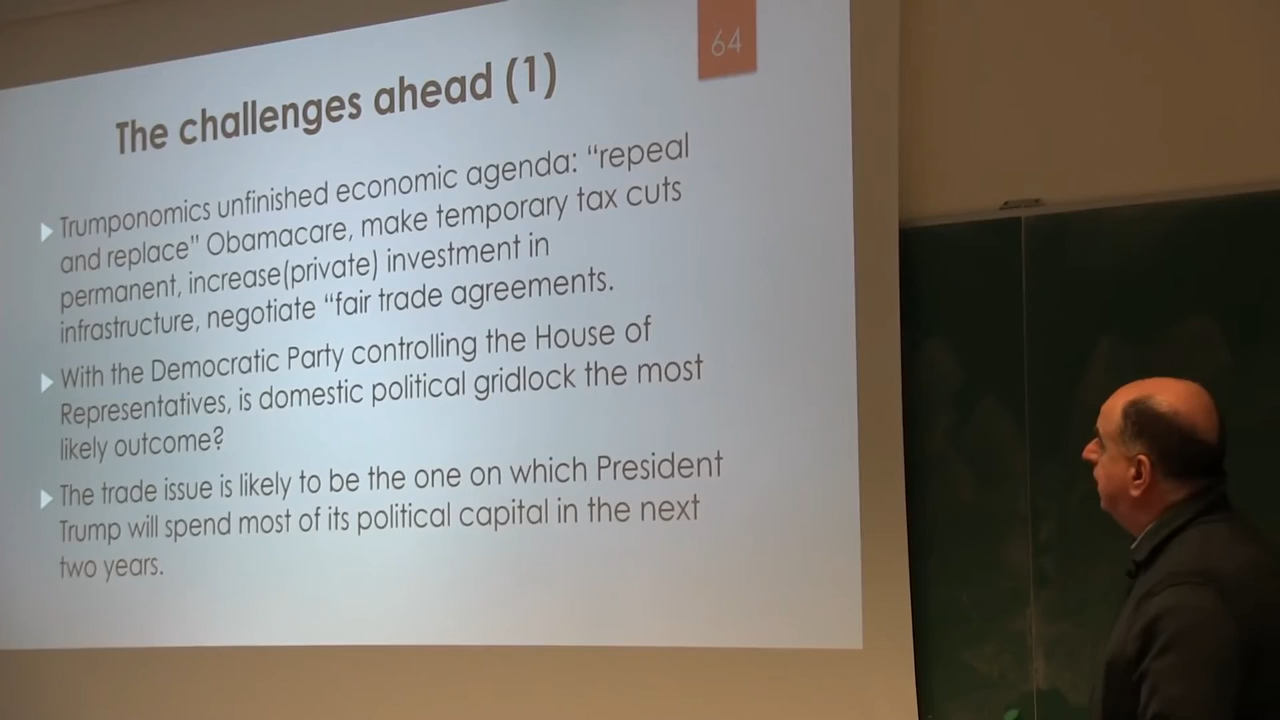 64
The challenges ahead (1)
Trumponomics unfinished economic agenda: “repeal
and replace” Obamacare, make temporary tax cuts
permanent, increase(private) investment in
infrastructure, negotiate “fair trade agreements.
With the Democratic Party controlling the House of
Representatives, is domestic political gridlock the most
likely outcome?
The trade issue is likely to be the one on which President
Trump will spend most of its political capital in the next
two years.